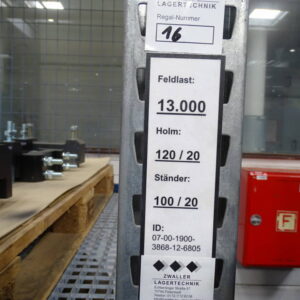 LAGERTECHNIK
Regal-Nummer
16
Feldlast:
13.000
Holm:
120 / 20
Ständer:
100 / 20
ID:
07-00-1900-
3868-12-6805
ZWALLER
LAGERTECHNIK